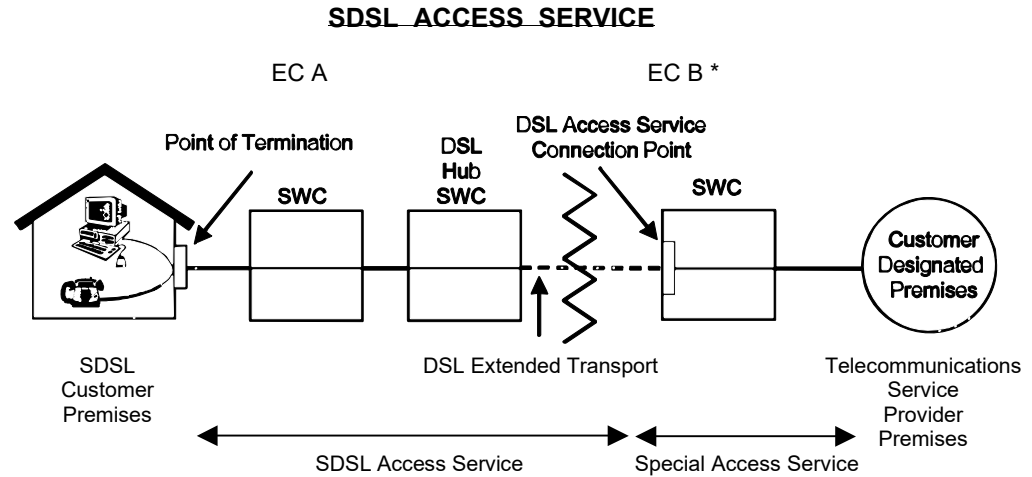 SDSL ACCESS SERVICE
EC A
EC B *
Point of Termination
DSL
Hub
SWC
DSL Access Service
Connection Point
SWC
SWC
Customer
Designated
Premises
SDSL
Customer
Premises
DSL Extended Transport
Telecommunications
Service
Provider
Premises
SDSL Access Service
Special Access Service